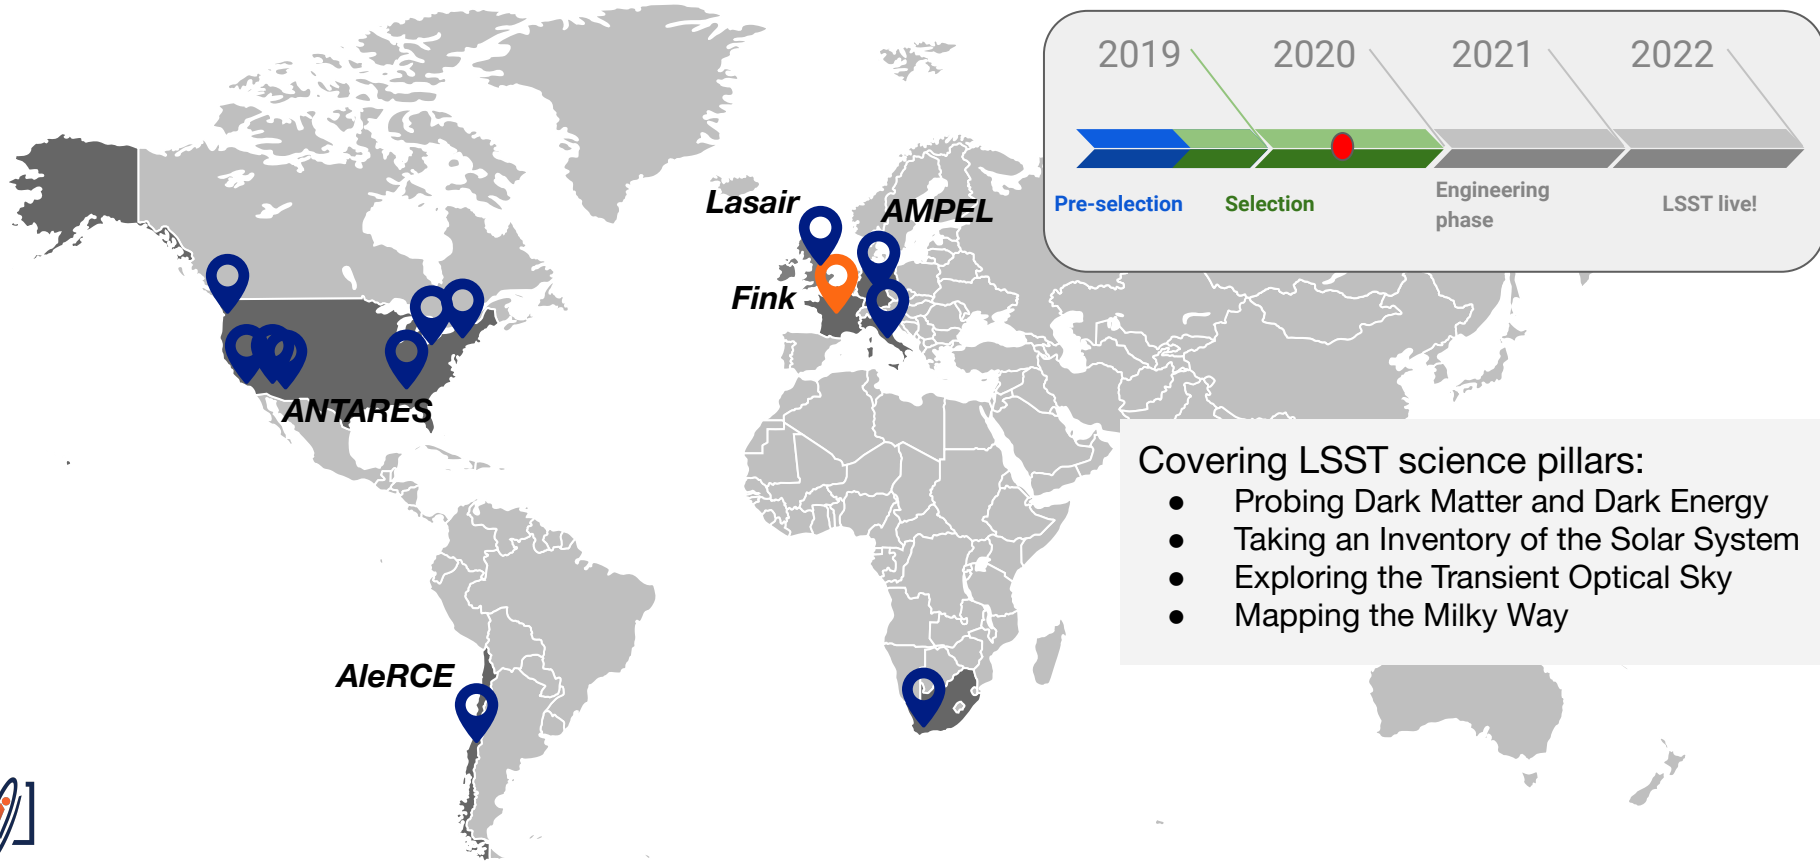 2019 2020 2021 2022
Pre-selection Selection Engineering phase LSST live!
Lasair
AMPEL
Fink
ANTARES
Covering LSST science pillars:
● Probing Dark Matter and Dark Energy
● Taking an Inventory of the Solar System
● Exploring the Transient Optical Sky
● Mapping the Milky Way
AleRCE